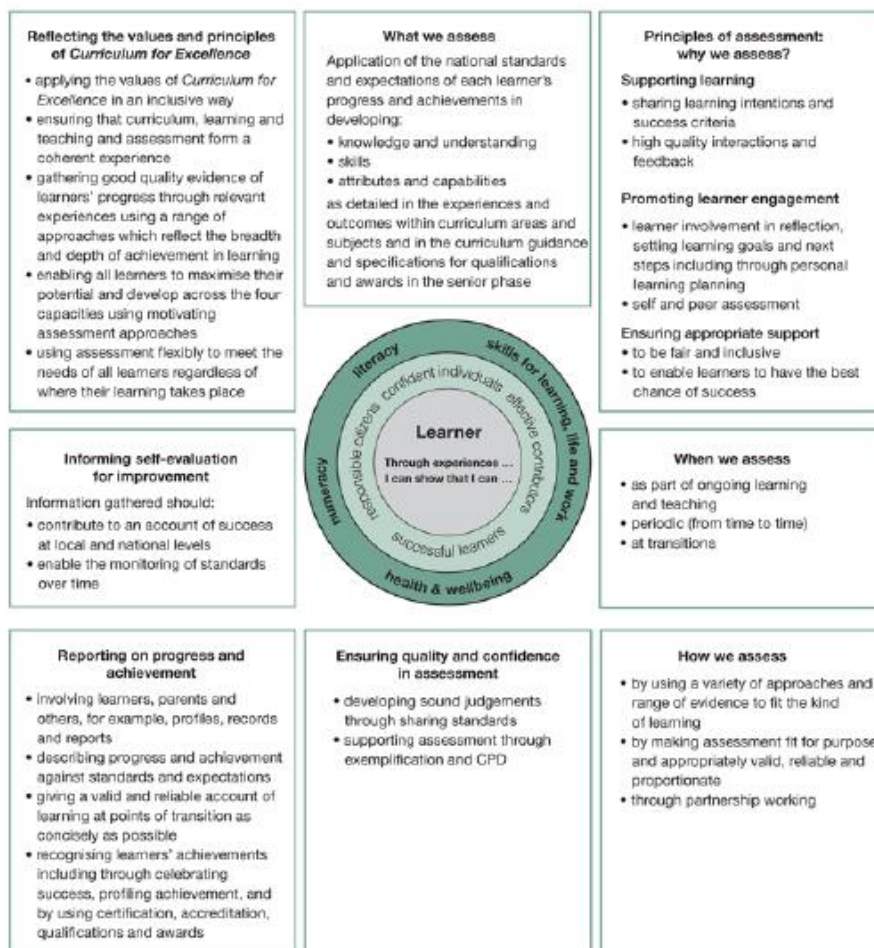 Reflecting the values and principles
of Curriculum for Excellence
• applying the values of Curriculum for
Excellence in an inclusive way
• ensuring that curriculum, learning and
teaching and assessment form a
coherent experience
• gathering good quality evidence of
learners' progress through relevant
experiences using a range of
approaches which reflect the breadth
and depth of achievement in learning
• enabling all learners to maximise their
potential and develop across the four
capacities using motivating
assessment approaches
• using assessment flexibly to meet the
needs of all learners regardless of
where their learning takes place
What we assess
Application of the national standards
and expectations of each learner's
progress and achievements in
developing:
• knowledge and understanding
• skills
• attributes and capabilities
as detailed in the experiences and
outcomes within curriculum areas and
subjects and in the curriculum guidance
and specifications for qualifications
and awards in the senior phase
Principles of assessment:
why we assess?
Supporting learning
• sharing learning intentions and
success criteria
• high quality interactions and
feedback
Promoting learner engagement
• learner involvement in reflection,
setting learning goals and next
steps including through personal
learning planning
• self and peer assessment
Ensuring appropriate support
• to be fair and inclusive
• to enable learners to have the best
chance of success
Informing self-evaluation
for improvement
Information gathered should:
• contribute to an account of success
at local and national levels
• enable the monitoring of standards
over time
literacy
skills for learning, life and work
health & wellbeing
numeracy
confident individuals
effective contributors
successful learners
responsible citizens
Learner
Through experiences ...
I can show that I can ...
When we assess
• as part of ongoing learning
and teaching
• periodic (from time to time)
• at transitions
Reporting on progress and
achievement
• involving learners, parents and
others, for example, profiles, records
and reports
• describing progress and achievement
against standards and expectations
• giving a valid and reliable account of
learning at points of transition as
concisely as possible
• recognising learners' achievements
including through celebrating
success, profiling achievement, and
by using certification, accreditation,
qualifications and awards
Ensuring quality and confidence
in assessment
• developing sound judgements
through sharing standards
• supporting assessment through
exemplification and CPD
How we assess
• by using a variety of approaches and
range of evidence to fit the kind
of learning
• by making assessment fit for purpose
and appropriately valid, reliable and
proportionate
• through partnership working